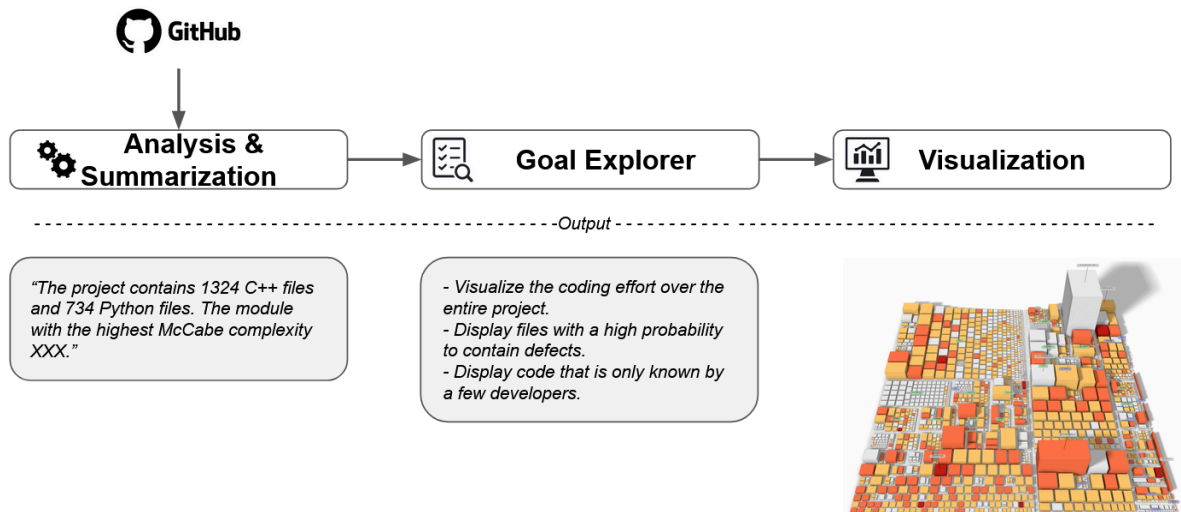 GitHub
Analysis &
Summarization
Goal Explorer
Visualization
Output
“The project contains 1324 C++ files
and 734 Python files. The module
with the highest McCabe complexity
XXX.”
- Visualize the coding effort over the
entire project.
- Display files with a high probability
to contain defects.
- Display code that is only known by
a few developers.